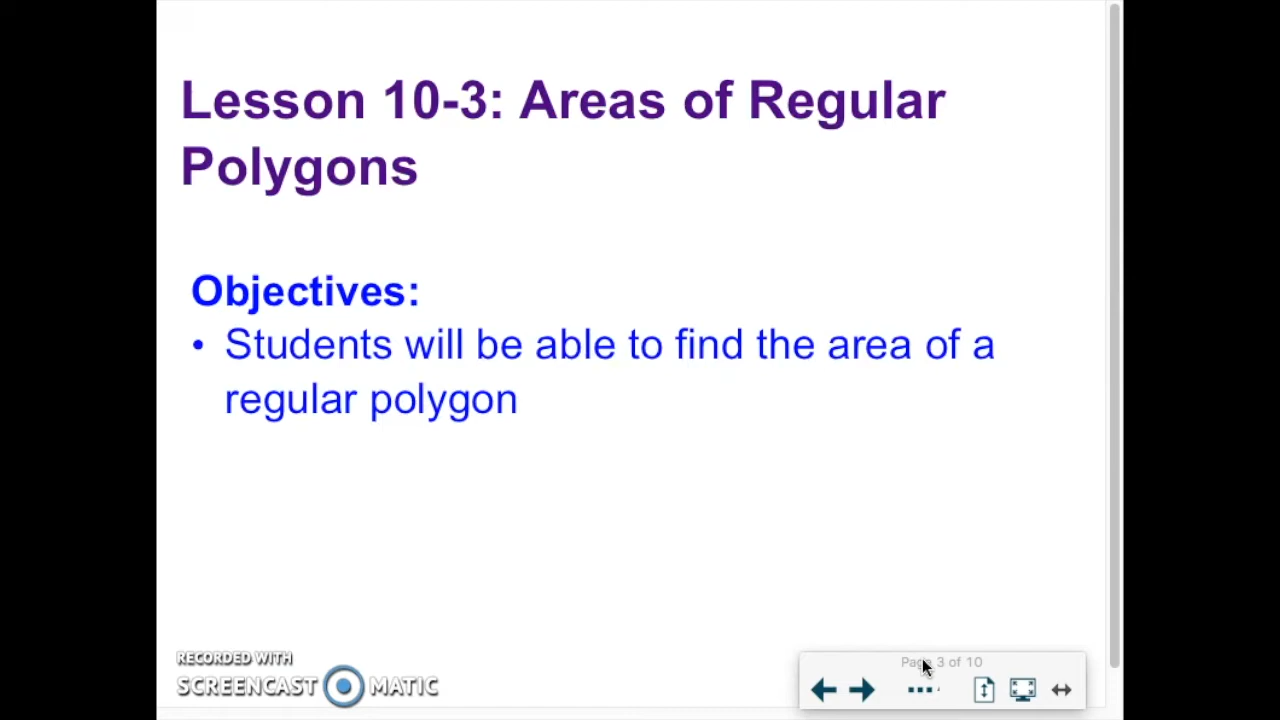 Lesson 10-3: Areas of Regular
Polygons
Objectives:
• Students will be able to find the area of a
regular polygon
RECORDED WITH
SCREENCAST MATIC
Page 3 of 10